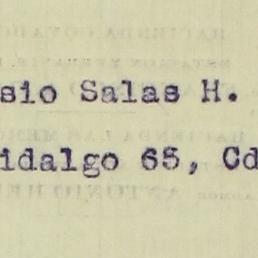 sio Salas H.
idalgo 65, Cd